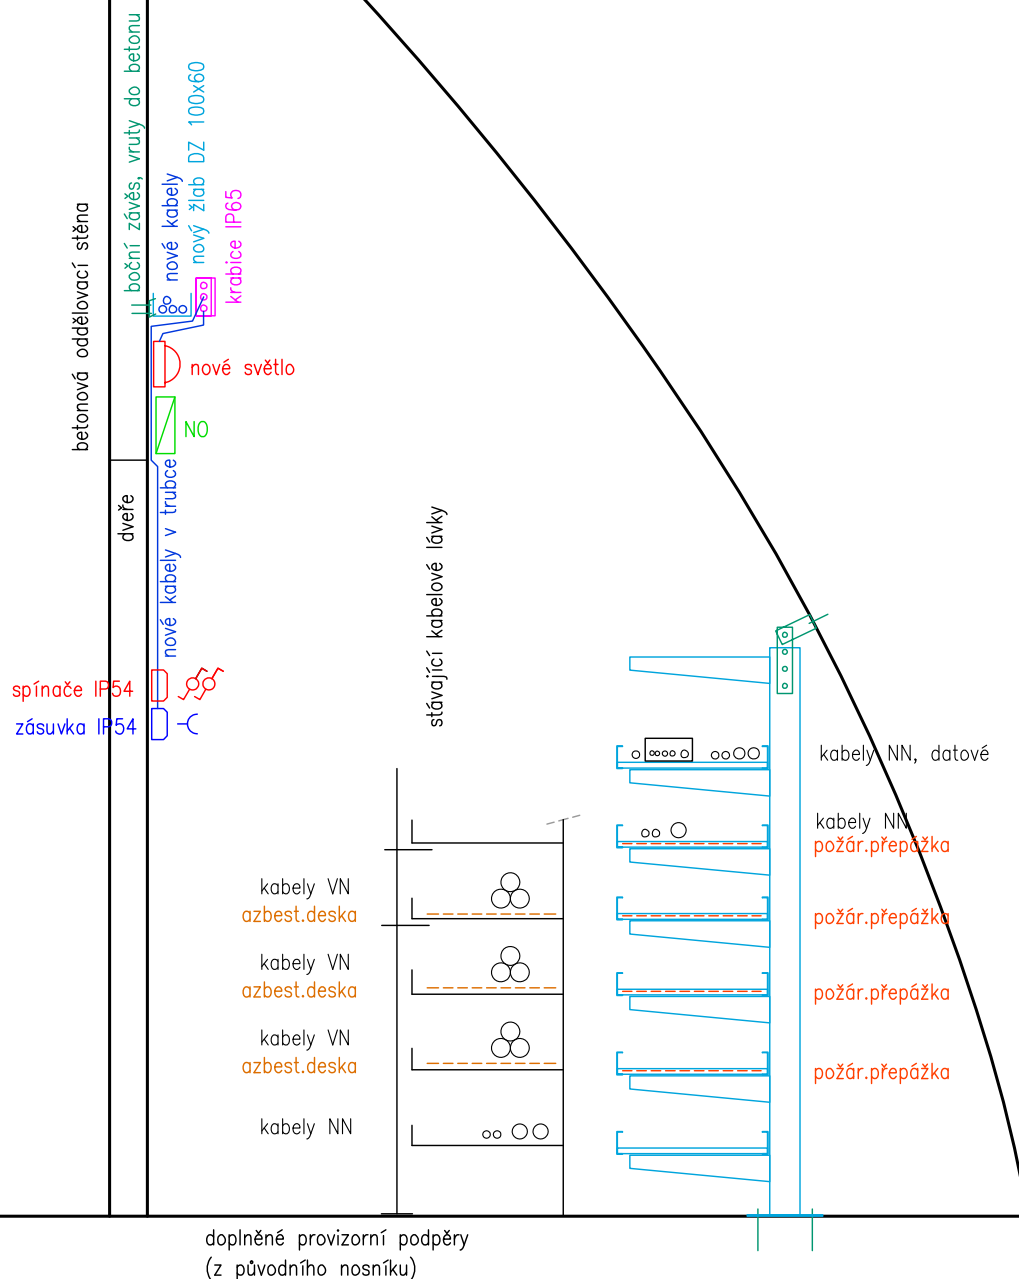 betonová oddělovací stěna
boční závěs, vruty do betonu
nové kabely
nový žlab DZ 100x60
krabice IP65
nové světlo
NO
dveře
nové kabely v trubce
spínače IP54
zásuvka IP54
stávající kabelové lávky
kabely NN, datové
kabely NN
požár.přepážka
kabely VN
azbest.deska
požár.přepážka
kabely VN
azbest.deska
požár.přepážka
kabely VN
azbest.deska
požár.přepážka
kabely NN
doplněné provizorní podpěry
(z původního nosníku)